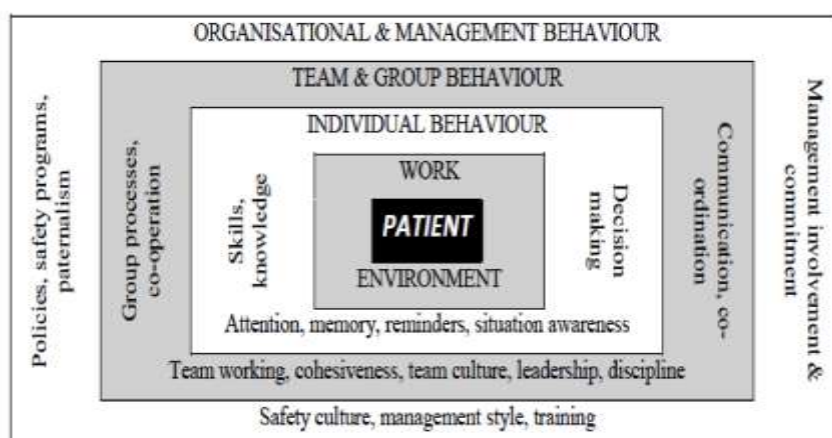 ORGANISATIONAL & MANAGEMENT BEHAVIOUR
TEAM & GROUP BEHAVIOUR
INDIVIDUAL BEHAVIOUR
WORK
PATIENT
ENVIRONMENT
Policies, safety programs,
paternalism
Group processes,
co-operation
Skills,
knowledge
Decision
making
Communication, co-
ordination
Management involvement &
commitment
Attention, memory, reminders, situation awareness
Team working, cohesiveness, team culture, leadership, discipline
Safety culture, management style, training